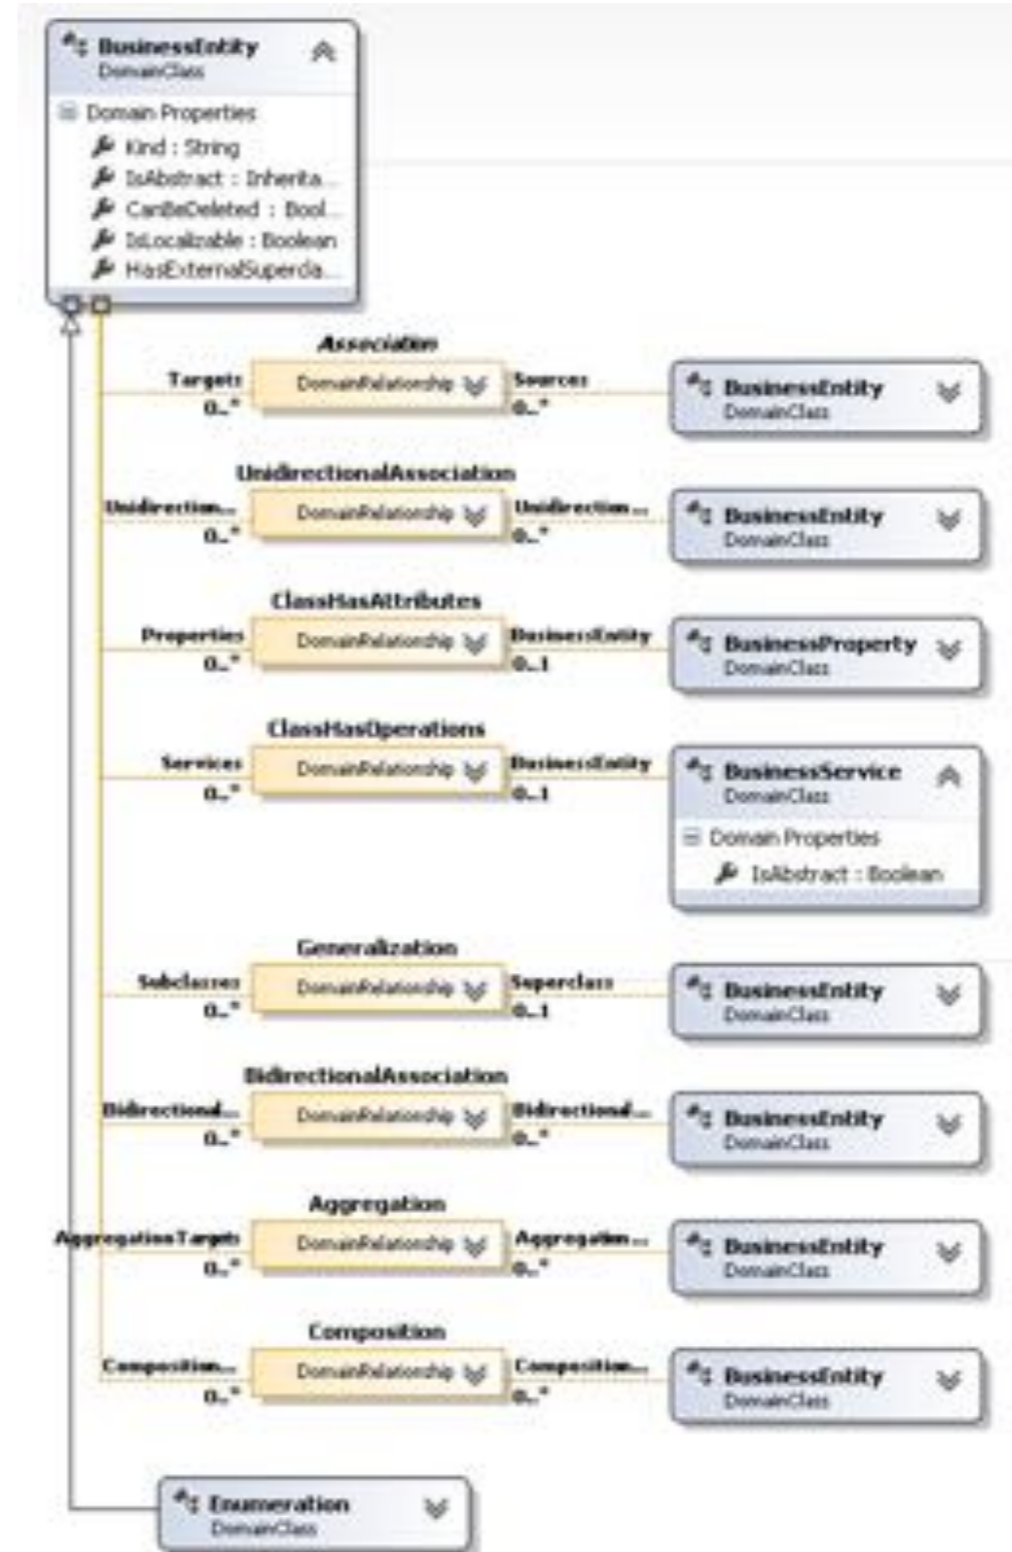 BusinessEntity
DomainClass
Domain Properties
Kind : String
IsAbstract : Inherita...
CanBeDeleted : Bool...
IsLocalizable : Boolean
HasExternalSupercla...
Association
Targets
DomainRelationship
Sources
0..*
0..*
BusinessEntity
DomainClass
UnidirectionalAssociation
Unidirection...
DomainRelationship
Unidirection...
0..*
0..*
BusinessEntity
DomainClass
ClassHasAttributes
Properties
DomainRelationship
BusinessEntity
0..*
0..1
BusinessProperty
DomainClass
ClassHasOperations
Services
DomainRelationship
BusinessEntity
0..*
0..1
BusinessService
DomainClass
Domain Properties
IsAbstract : Boolean
Generalization
Subclasses
DomainRelationship
Superclass
0..*
0..1
BusinessEntity
DomainClass
BidirectionalAssociation
Bidirectional...
DomainRelationship
Bidirectional...
0..*
0..*
BusinessEntity
DomainClass
Aggregation
AggregationTargets
DomainRelationship
Aggregation...
0..*
0..*
BusinessEntity
DomainClass
Composition
Composition...
DomainRelationship
Composition...
0..*
0..*
BusinessEntity
DomainClass
Enumeration
DomainClass